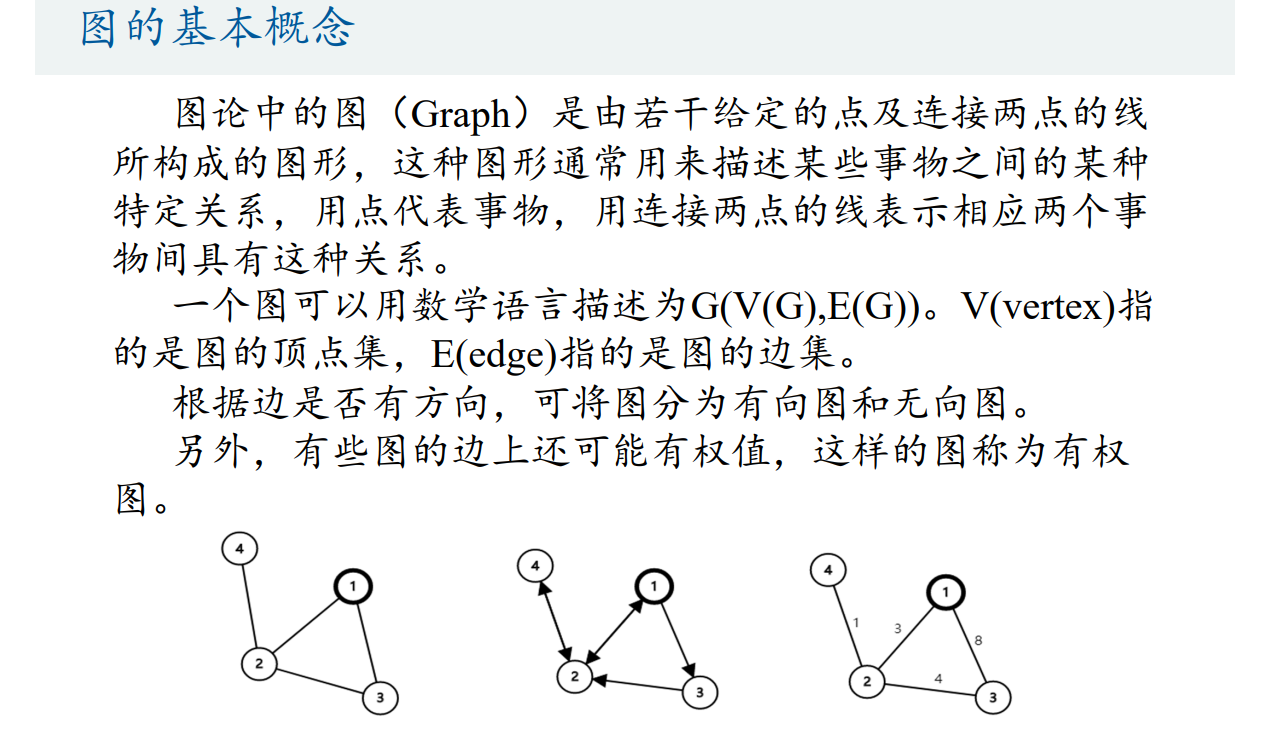 图的基本概念
图论中的图（Graph）是由若干给定的点及连接两点的线
所构成的图形，这种图形通常用来描述某些事物之间的某种
特定关系，用点代表事物，用连接两点的线表示相应两个事
物间具有这种关系。
一个图可以用数学语言描述为G(V(G),E(G))。V(vertex)指
的是图的顶点集，E(edge)指的是图的边集。
根据边是否有方向，可将图分为有向图和无向图。
另外，有些图的边上还可能有权值，这样的图称为有权
图。
4
1
2
3
4
1
2
3
4
1
1
3
8
2
4
3